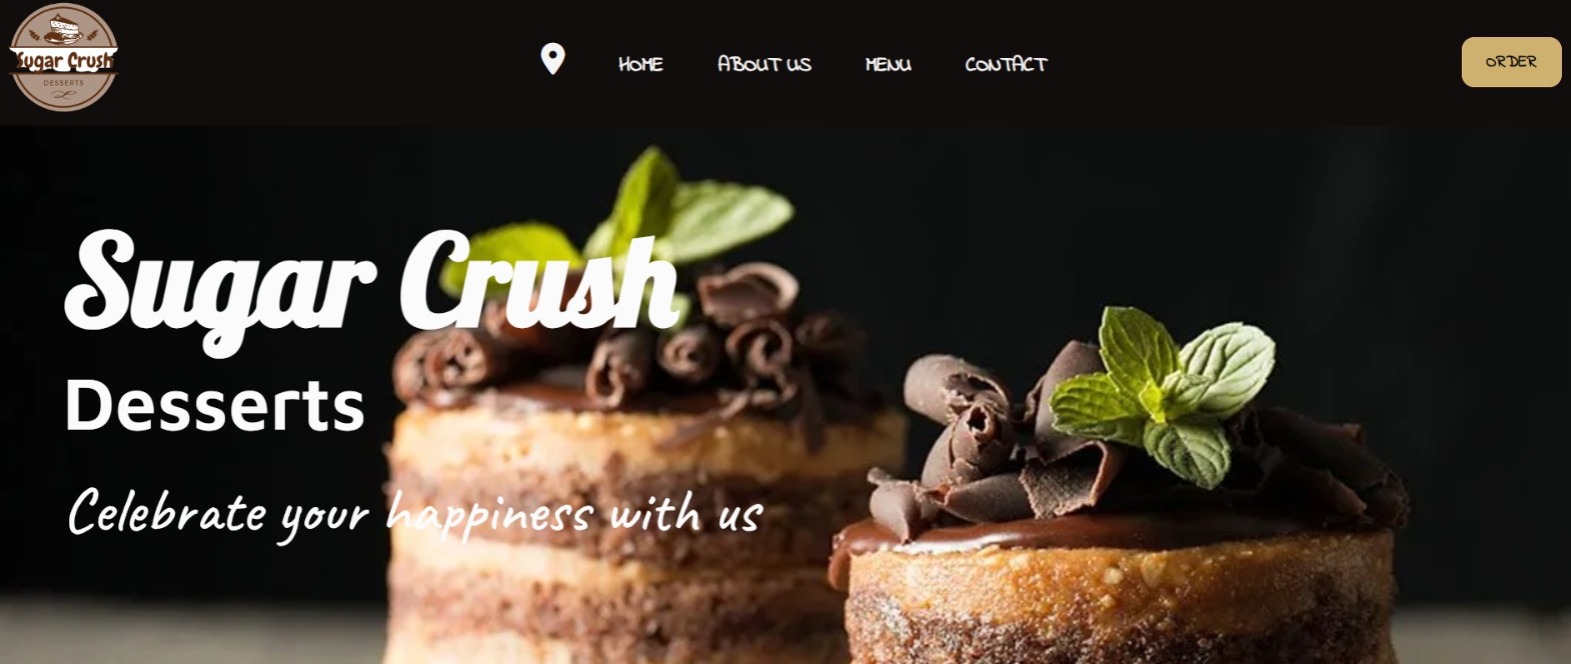 Sugar Crush
DESSERTS
HOME ABOUT US MENU CONTACT
ORDER
Sugar Crush
Desserts
Celebrate your happiness with us